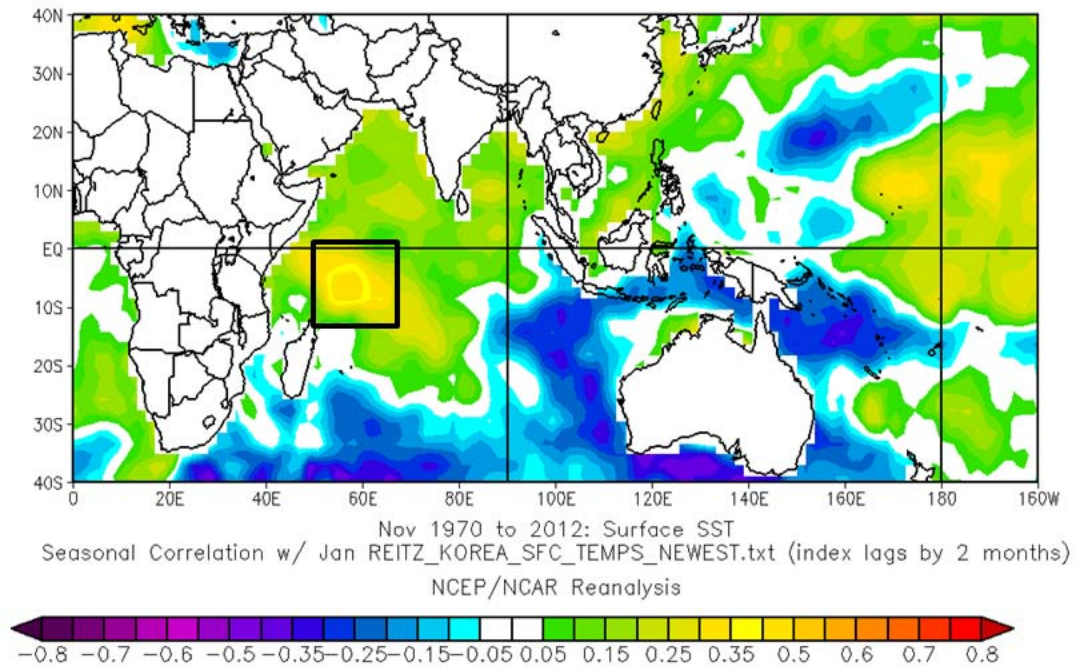 40N
30N
20N
10N
EQ
10S
20S
30S
40S
0 20E 40E 60E 80E 100E 120E 140E 160E 180 160W
Nov 1970 to 2012: Surface SST
Seasonal Correlation w/ Jan REITZ_KOREA_SFC_TEMPS_NEWEST.txt (index lags by 2 months)
NCEP/NCAR Reanalysis
-0.8 -0.7 -0.6 -0.5 -0.35 -0.25 -0.15 -0.05 0.05 0.15 0.25 0.35 0.5 0.6 0.7 0.8